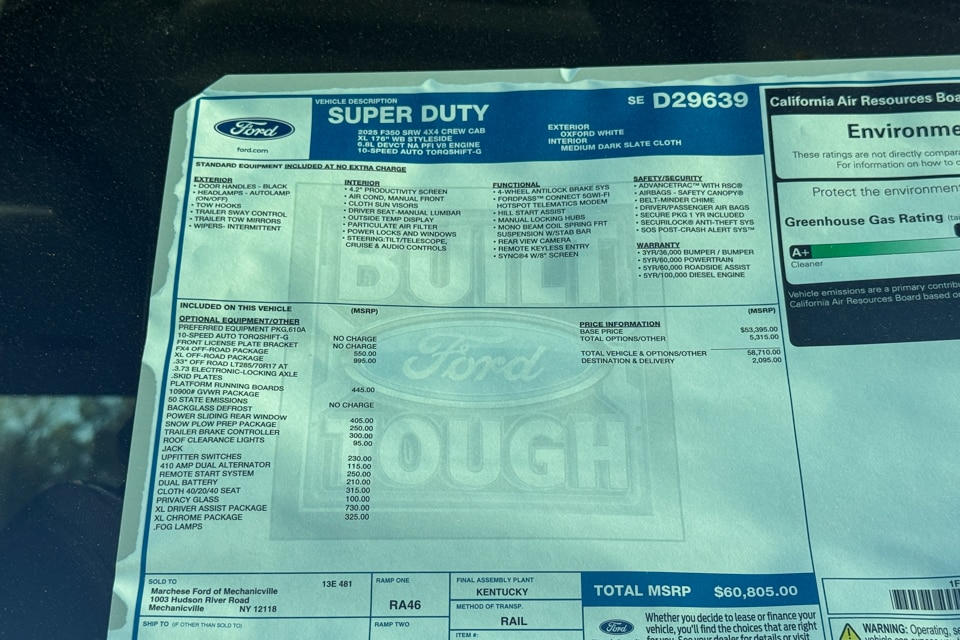 Ford
ford.com
VEHICLE DESCRIPTION
SUPER DUTY
2025 F350 SRW 4X4 CREW CAB
XL 176" WB STYLESIDE
6.8L DEVCT NA PFI V8 ENGINE
10-SPEED AUTO TORQSHIFT-G
EXTERIOR
OXFORD WHITE
INTERIOR
MEDIUM DARK SLATE CLOTH
SE D29639
STANDARD EQUIPMENT INCLUDED AT NO EXTRA CHARGE
EXTERIOR
• DOOR HANDLES - BLACK
• HEADLAMPS - AUTOLAMP
(ON/OFF)
• TOW HOOKS
• TRAILER SWAY CONTROL
• TRAILER TOW MIRRORS
• WIPERS- INTERMITTENT
INTERIOR
• 4.2" PRODUCTIVITY SCREEN
• AIR COND, MANUAL FRONT
• CLOTH SUN VISORS
• DRIVER SEAT-MANUAL LUMBAR
• OUTSIDE TEMP DISPLAY
• PARTICULATE AIR FILTER
• POWER LOCKS AND WINDOWS
• STEERING:TILT/TELESCOPE,
CRUISE & AUDIO CONTROLS
FUNCTIONAL
• 4-WHEEL ANTILOCK BRAKE SYS
• FORDPASS™ CONNECT 5GWI-FI
HOTSPOT TELEMATICS MODEM
• HILL START ASSIST
• MANUAL LOCKING HUBS
• MONO BEAM COIL SPRING FRT
SUSPENSION W/STAB BAR
• REAR VIEW CAMERA
• REMOTE KEYLESS ENTRY
• SYNC®4 W/8" SCREEN
SAFETY/SECURITY
• ADVANCETRAC™ WITH RSC®
• AIRBAGS - SAFETY CANOPY®
• BELT-MINDER CHIME
• DRIVER/PASSENGER AIR BAGS
• SECURE PKG 1 YR INCLUDED
• SECURILOCK® ANTI-THEFT SYS
• SOS POST-CRASH ALERT SYS™
WARRANTY
• 3YR/36,000 BUMPER / BUMPER
• 5YR/60,000 POWERTRAIN
• 5YR/60,000 ROADSIDE ASSIST
• 5YR/100,000 DIESEL ENGINE
BUILT
Ford
TOUGH
INCLUDED ON THIS VEHICLE (MSRP)
OPTIONAL EQUIPMENT/OTHER
PREFERRED EQUIPMENT PKG.610A
10-SPEED AUTO TORQSHIFT-G NO CHARGE
FRONT LICENSE PLATE BRACKET NO CHARGE
FX4 OFF-ROAD PACKAGE 550.00
XL OFF-ROAD PACKAGE 995.00
.33" OFF ROAD LT285/70R17 AT
.3.73 ELECTRONIC-LOCKING AXLE
.SKID PLATES
PLATFORM RUNNING BOARDS 445.00
10900# GVWR PACKAGE
50 STATE EMISSIONS NO CHARGE
BACKGLASS DEFROST
POWER SLIDING REAR WINDOW 405.00
SNOW PLOW PREP PACKAGE 250.00
TRAILER BRAKE CONTROLLER 300.00
ROOF CLEARANCE LIGHTS 95.00
JACK
UPFITTER SWITCHES 230.00
410 AMP DUAL ALTERNATOR 115.00
REMOTE START SYSTEM 250.00
DUAL BATTERY 210.00
CLOTH 40/20/40 SEAT 315.00
PRIVACY GLASS 100.00
XL DRIVER ASSIST PACKAGE 730.00
XL CHROME PACKAGE 325.00
.FOG LAMPS
(MSRP)
PRICE INFORMATION
BASE PRICE $53,395.00
TOTAL OPTIONS/OTHER 5,315.00
TOTAL VEHICLE & OPTIONS/OTHER 58,710.00
DESTINATION & DELIVERY 2,095.00
SOLD TO 13E 481
Marchese Ford of Mechanicville
1003 Hudson River Road
Mechanicville NY 12118
SHIP TO (IF OTHER THAN SOLD TO)
RAMP ONE
RA46
RAMP TWO
FINAL ASSEMBLY PLANT
KENTUCKY
METHOD OF TRANSP.
RAIL
ITEM #:
TOTAL MSRP $60,805.00
Ford
Whether you decide to lease or finance your
vehicle, you'll find the choices that are right
for you. See your dealer for details or visit
California Air Resources Boa
Environme
These ratings are not directly compara
For information on how to c
Protect the environment
Greenhouse Gas Rating
A+
Cleaner
Vehicle emissions are a primary contribu
California Air Resources Board based on
1F
WARNING: Operating, se